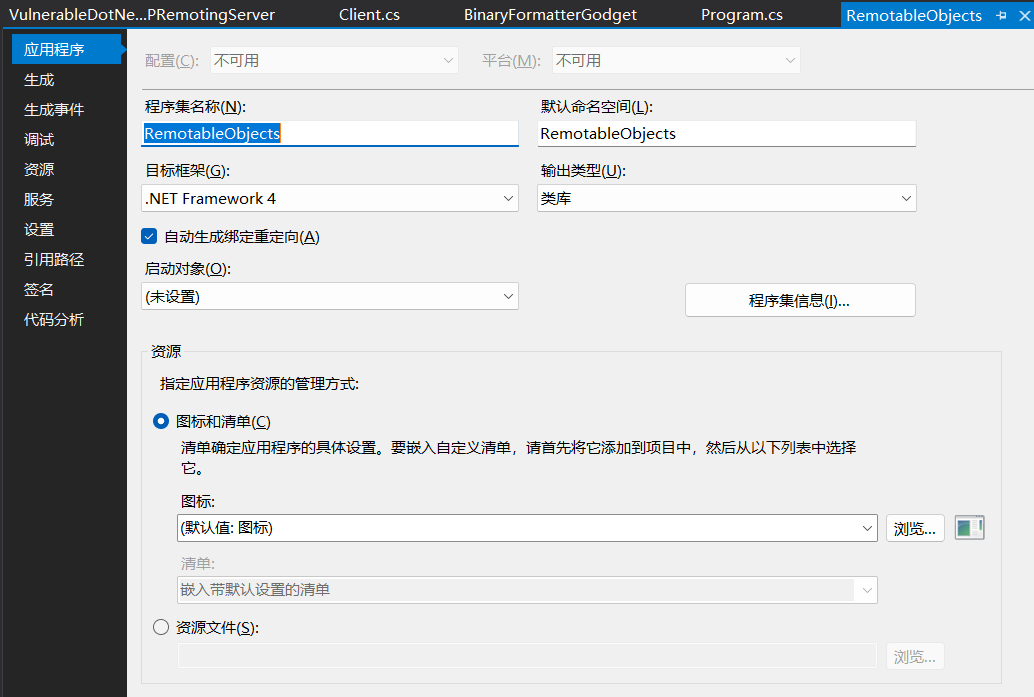 VulnerableDotNe...PRemotingServer
Client.cs
BinaryFormatterGodget
Program.cs
RemotableObjects
应用程序
生成
生成事件
调试
资源
服务
设置
引用路径
签名
代码分析
配置(C):
不可用
平台(M):
不可用
程序集名称(N):
默认命名空间(L):
RemotableObjects
RemotableObjects
目标框架(G):
输出类型(U):
.NET Framework 4
类库
自动生成绑定重定向(A)
启动对象(O):
(未设置)
程序集信息(I)...
资源
指定应用程序资源的管理方式:
图标和清单(C)
清单确定应用程序的具体设置。要嵌入自定义清单，请首先将它添加到项目中，然后从以下列表中选择
它。
图标:
(默认值: 图标)
浏览...
清单:
嵌入带默认设置的清单
资源文件(S):
浏览...